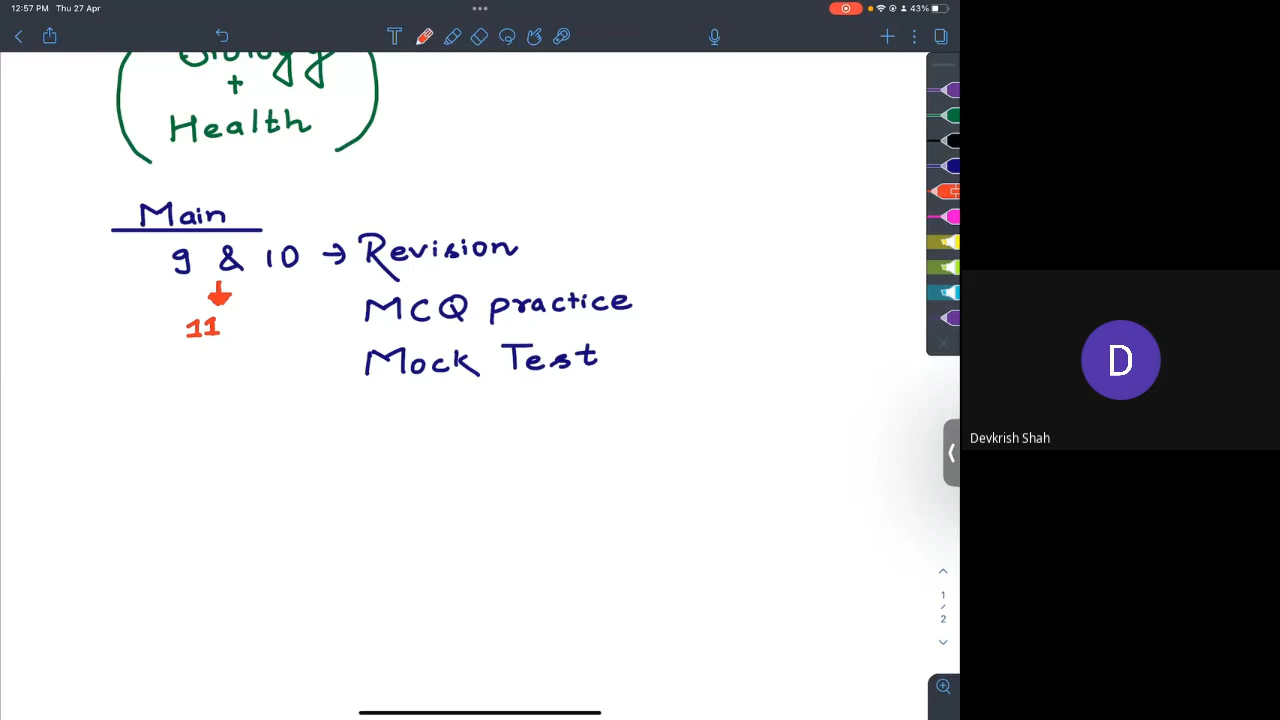 12:57 PM Thu 27 Apr
43%
Biology
+
Health
Main
9 & 10 → Revision
11
MCQ practice
Mock Test
D
Devkrish Shah
1
/
2